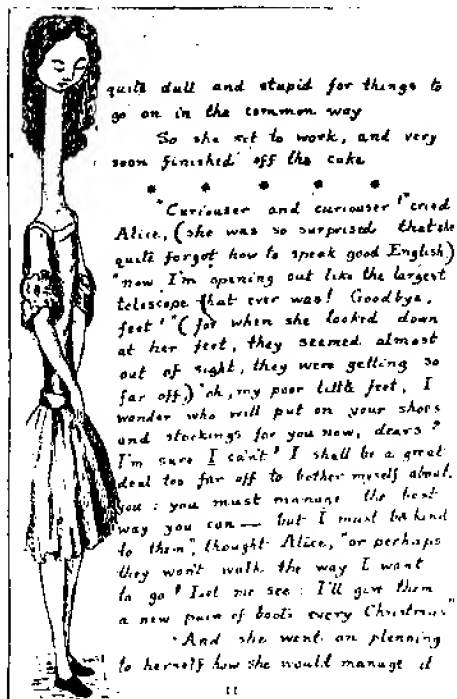 quite dull and stupid for things to
go on in the common way
So she set to work, and very
soon finished off the cake
* * * * *
"Curiouser and curiouser!" cried
Alice, (she was so surprised that she
quite forgot how to speak good English)
"now I'm opening out like the largest
telescope that ever was! Goodbye,
feet!" (for when she looked down
at her feet, they seemed almost
out of sight, they were getting so
far off,) "oh, my poor little feet, I
wonder who will put on your shoes
and stockings for you now, dears?
I'm sure I can't! I shall be a great
deal too far off to bother myself about
you: you must manage the best
way you can — but I must be kind
to them", thought Alice, "or perhaps
they won't walk the way I want
to go! Let me see: I'll give them
a new pair of boots every Christmas"
And she went on planning
to herself how she would manage it
11